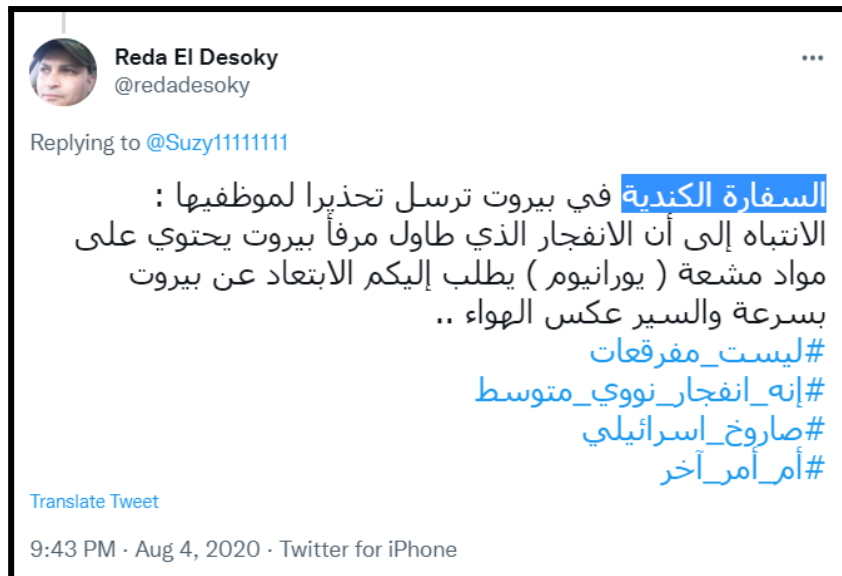 Reda El Desoky
@redadesoky
Replying to @Suzy11111111
السفارة الكندية في بيروت ترسل تحذيرا لموظفيها :
الانتباه إلى أن الانفجار الذي طاول مرفأ بيروت يحتوي على
مواد مشعة ( يورانيوم ) يطلب إليكم الابتعاد عن بيروت
بسرعة والسير عكس الهواء ..
#ليست_مفرقعات
#إنه_انفجار_نووي_متوسط
#صاروخ_اسرائيلي
#أم_أمر_آخر
Translate Tweet
9:43 PM · Aug 4, 2020 · Twitter for iPhone